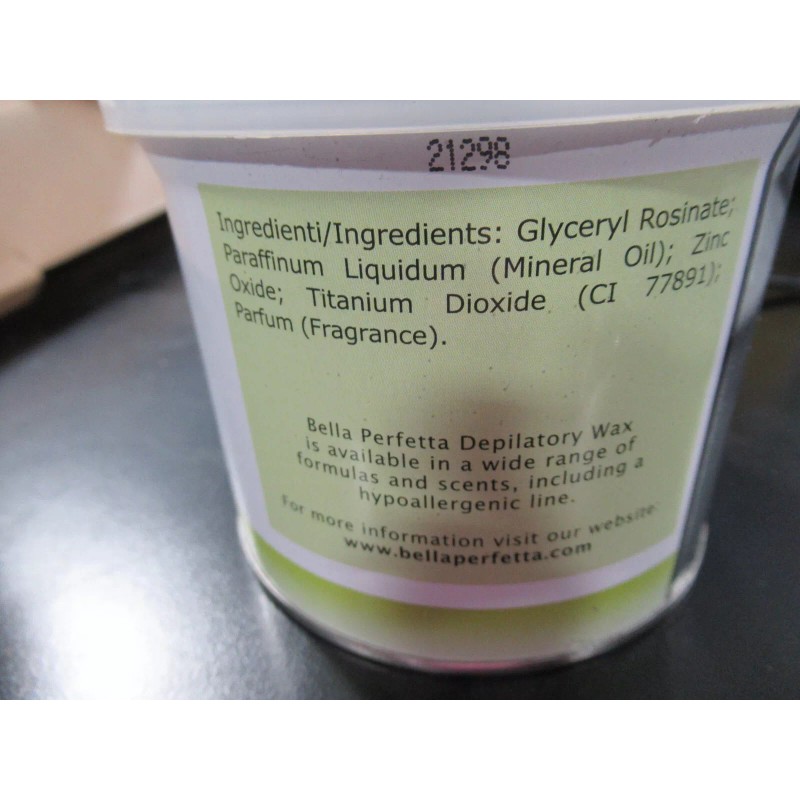 21298
Ingredienti/Ingredients: Glyceryl Rosinate;
Paraffinum Liquidum (Mineral Oil); Zinc
Oxide; Titanium Dioxide (CI 77891);
Parfum (Fragrance).
Bella Perfetta Depilatory Wax
is available in a wide range of
formulas and scents, including a
hypoallergenic line.
For more information visit our website:
www.bellaperfetta.com